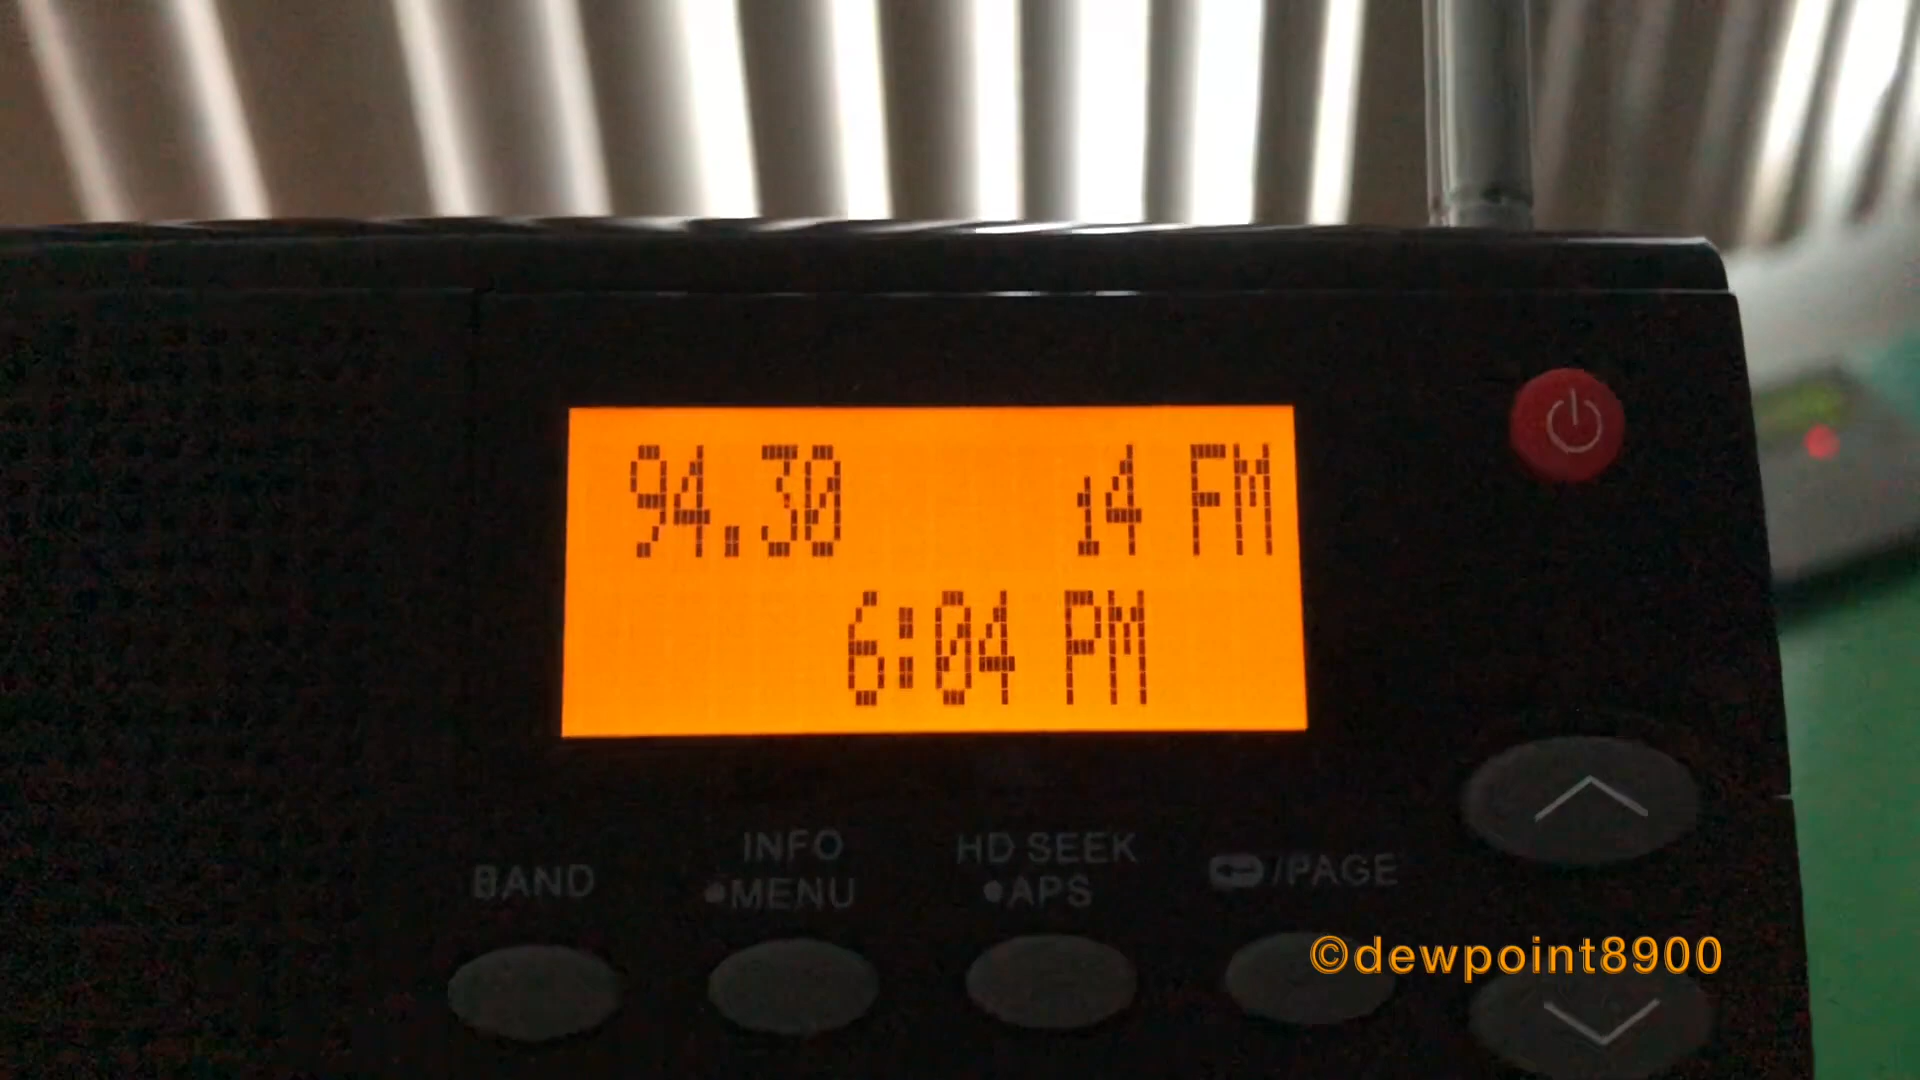 94.30 14 FM
6:04 PM
BAND
INFO
•MENU
HD SEEK
•APS
/PAGE
©dewpoint8900